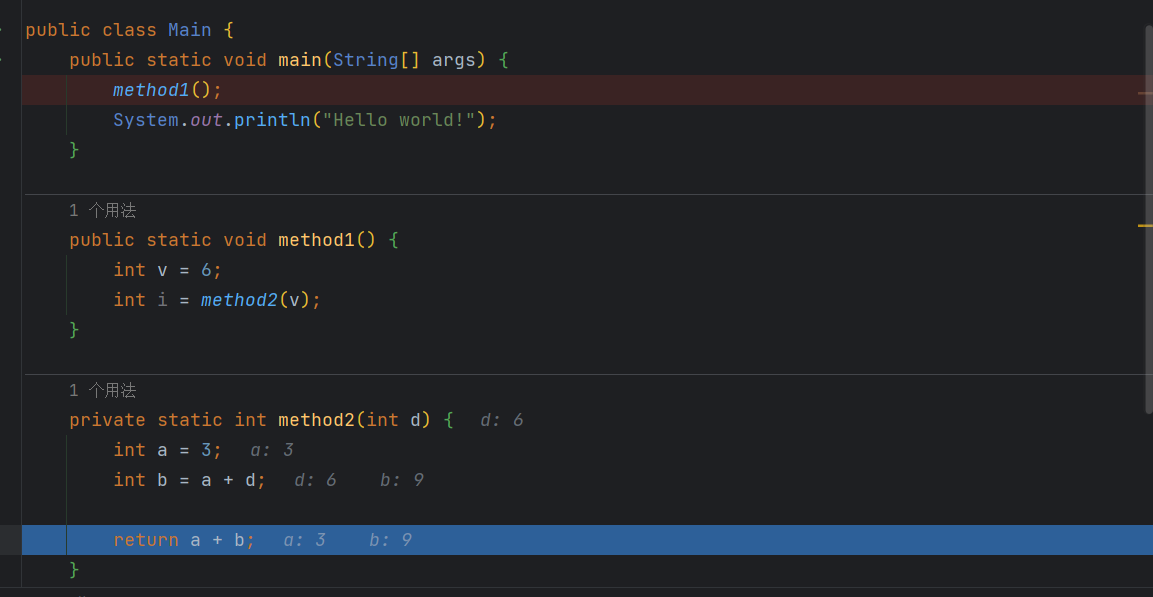 public class Main {
public static void main(String[] args) {
method1();
System.out.println("Hello world!");
}
1 个用法
public static void method1() {
int v = 6;
int i = method2(v);
}
1 个用法
private static int method2(int d) { d: 6
int a = 3; a: 3
int b = a + d; d: 6 b: 9
return a + b; a: 3 b: 9
}